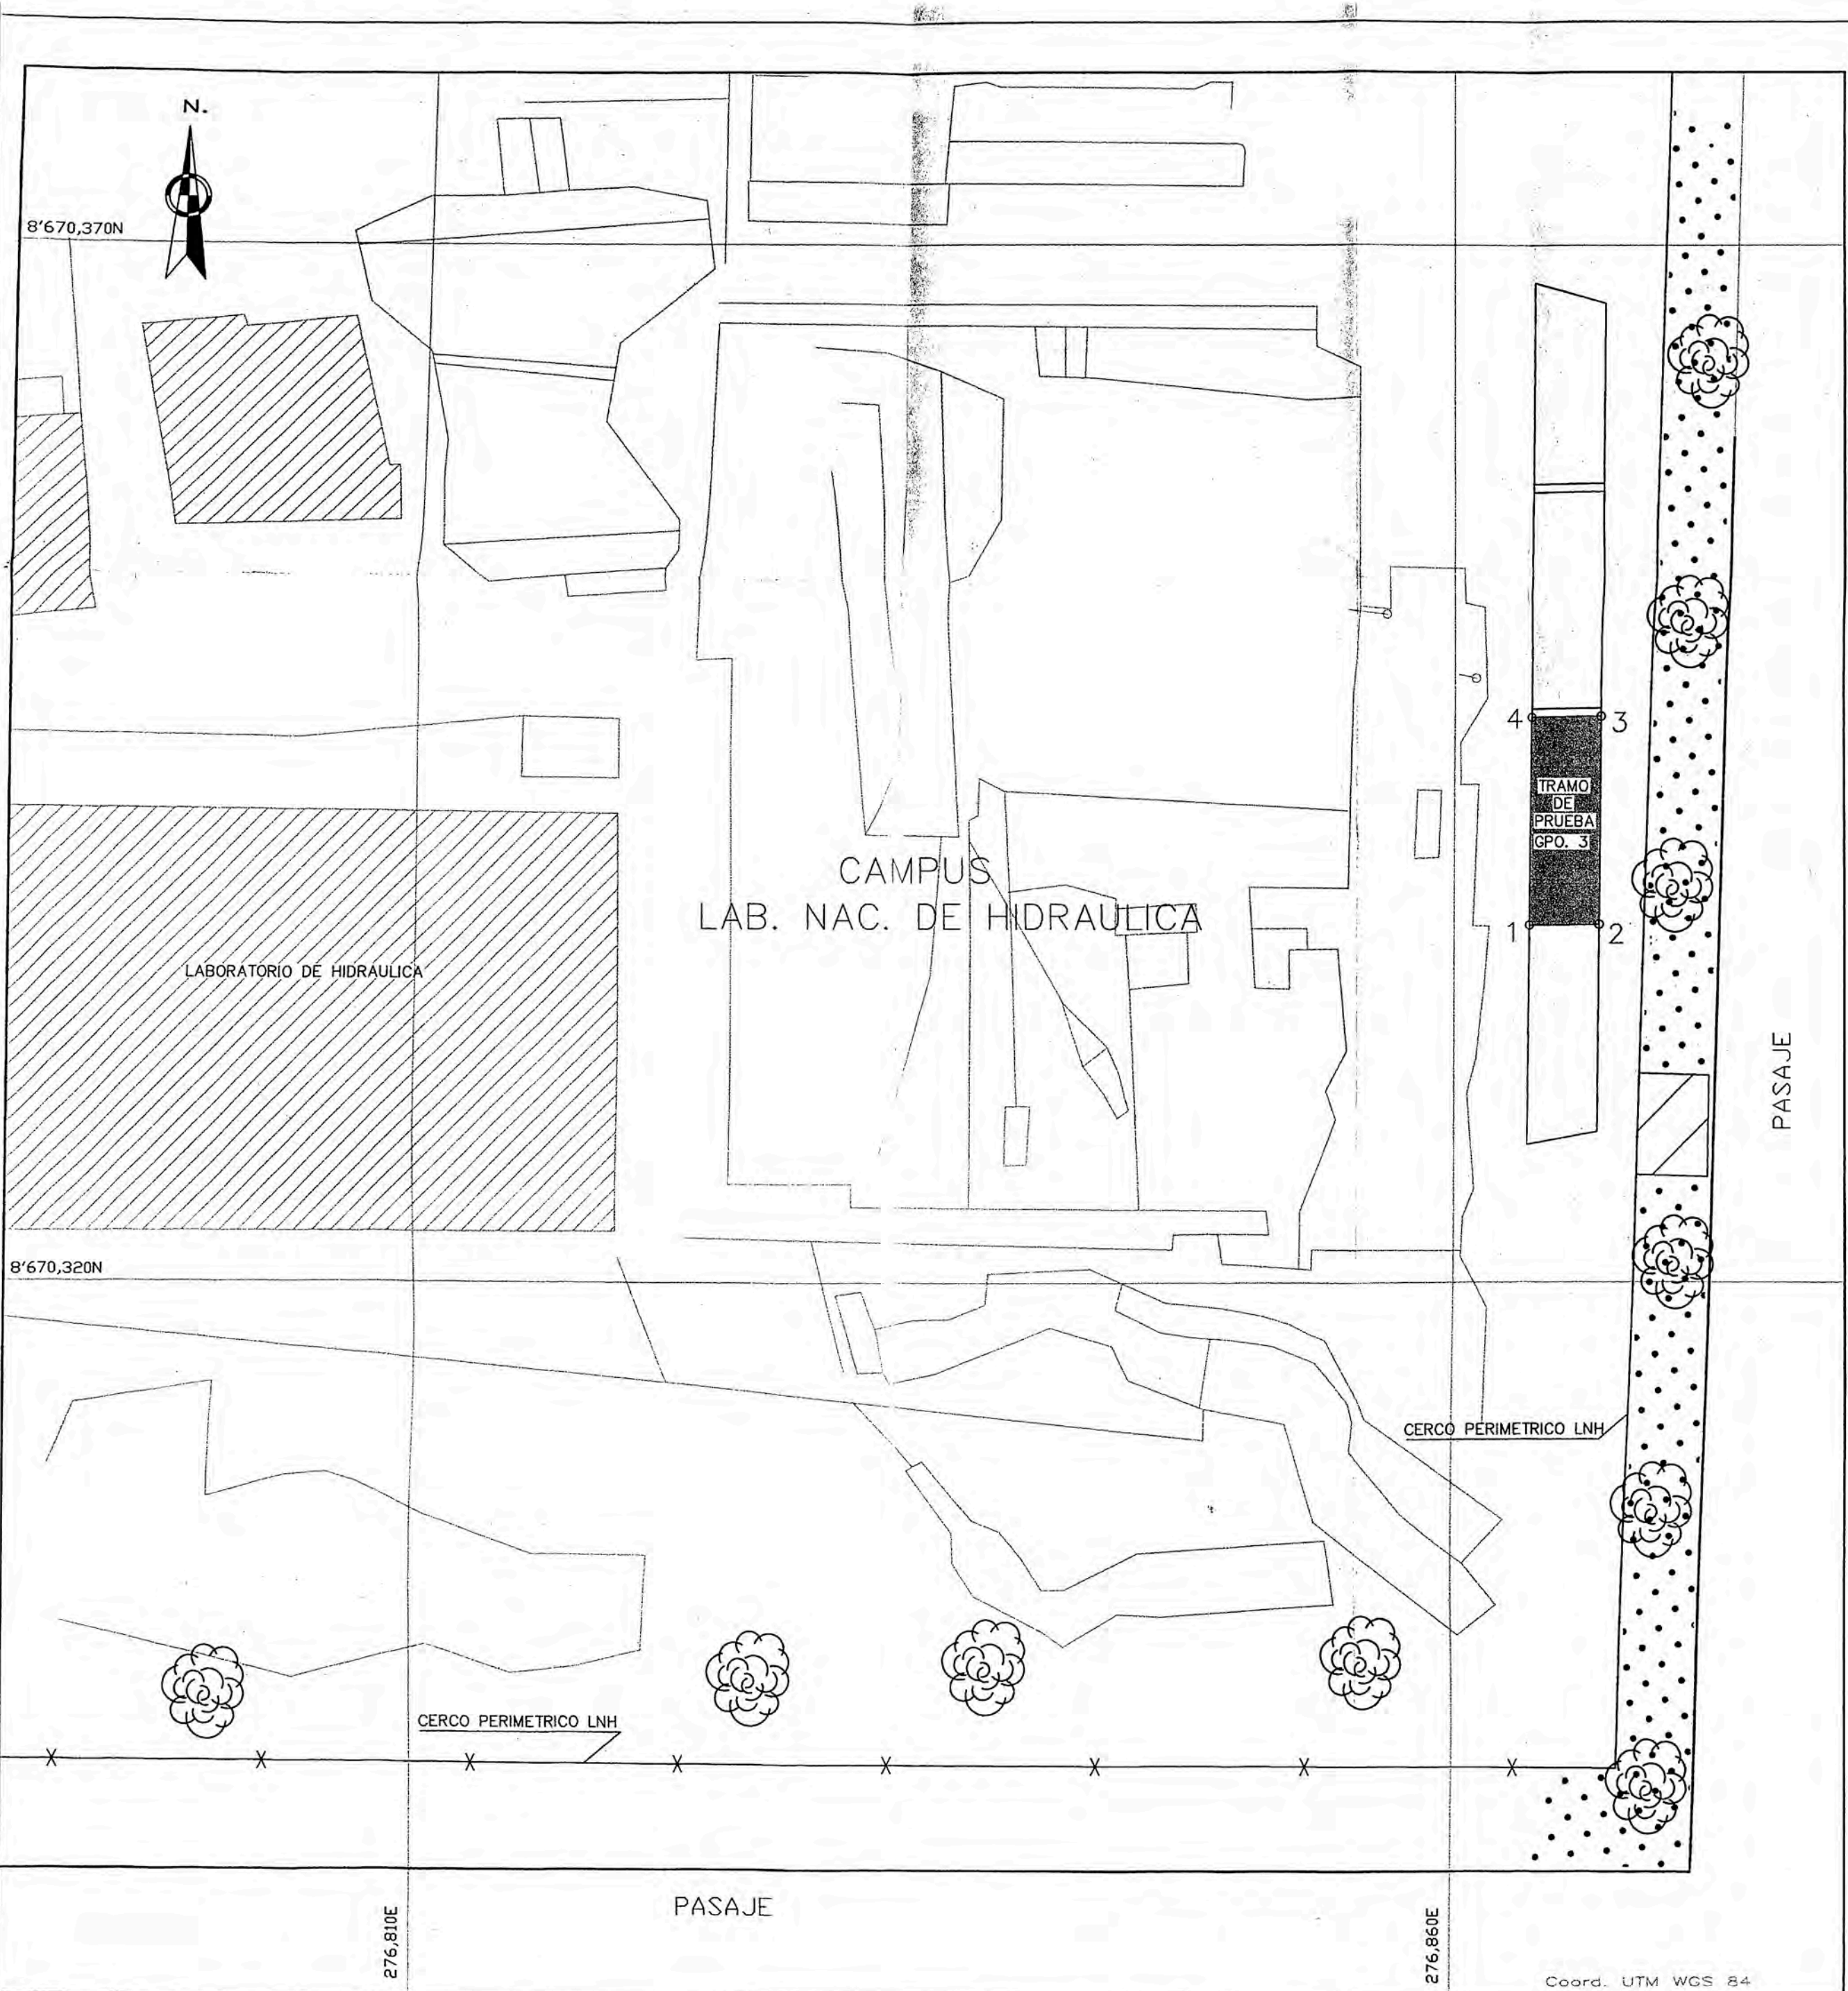 N.
8'670,370N
4
3
TRAMO
DE
PRUEBA
GPO. 3
1
2
CAMPUS
LAB. NAC. DE HIDRAULICA
LABORATORIO DE HIDRAULICA
PASAJE
8'670,320N
CERCO PERIMETRICO LNH
CERCO PERIMETRICO LNH
X X X X X X X X
PASAJE
276,810E
276,860E
Coord. UTM WGS 84